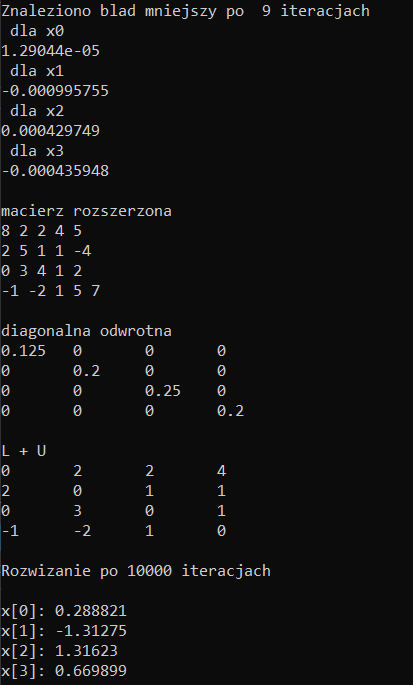 Znaleziono blad mniejszy po  9 iteracjach
 dla x0
1.29044e-05
 dla x1
-0.000995755
 dla x2
0.000429749
 dla x3
-0.000435948

macierz rozszerzona
8 2 2 4 5
2 5 1 1 -4
0 3 4 1 2
-1 -2 1 5 7

diagonalna odwrotna
0.125   0       0       0
0       0.2     0       0
0       0       0.25    0
0       0       0       0.2

L + U
0       2       2       4
2       0       1       1
0       3       0       1
-1      -2      1       0

Rozwizanie po 10000 iteracjach

x[0]: 0.288821
x[1]: -1.31275
x[2]: 1.31623
x[3]: 0.669899